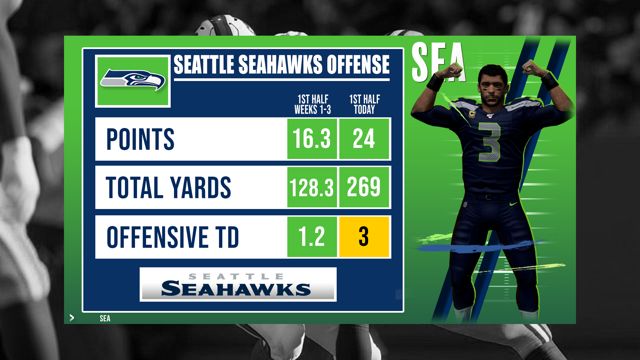 SEATTLE SEAHAWKS OFFENSE
SEA
1ST HALF
WEEKS 1-3
1ST HALF
TODAY
POINTS 16.3 24
TOTAL YARDS 128.3 269
OFFENSIVE TD 1.2 3
3
SEATTLE
SEAHAWKS
> SEA